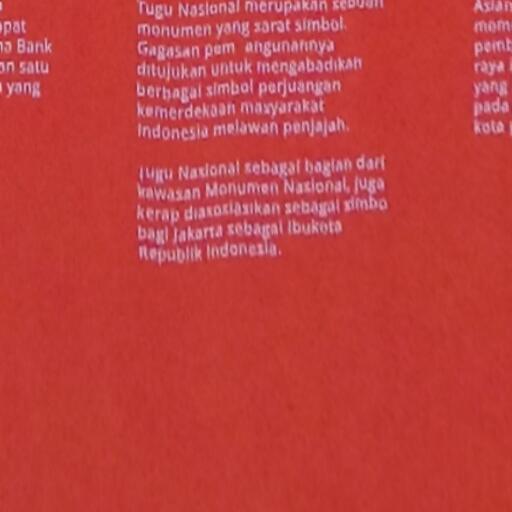 apat
na Bank
an satu
yang
Tugu Nasional merupakan sebuah
monumen yang sarat simbol.
Gagasan pem angunannya
ditujukan untuk mengabadikan
berbagai simbol perjuangan
kemerdekaan masyarakat
Indonesia melawan penjajah.
Tugu Nasional sebagai bagian dari
kawasan Monumen Nasional, juga
kerap diasosiasikan sebagai simbo
bagi Jakarta sebagai Ibukota
Republik Indonesia.
Asian
mom
pemb
raya
yang
pada
kota